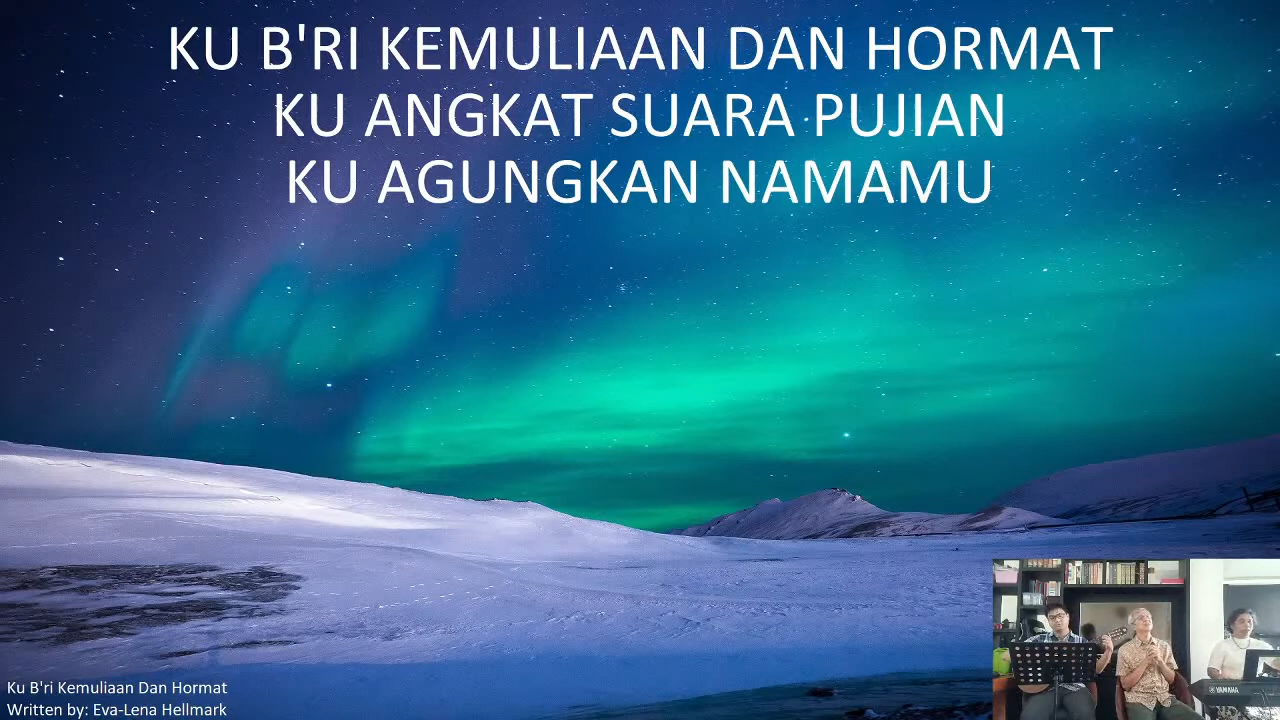 KU B'RI KEMULIAAN DAN HORMAT
KU ANGKAT SUARA PUJIAN
KU AGUNGKAN NAMAMU
Ku B'ri Kemuliaan Dan Hormat
Written by: Eva-Lena Hellmark
YAMAHA